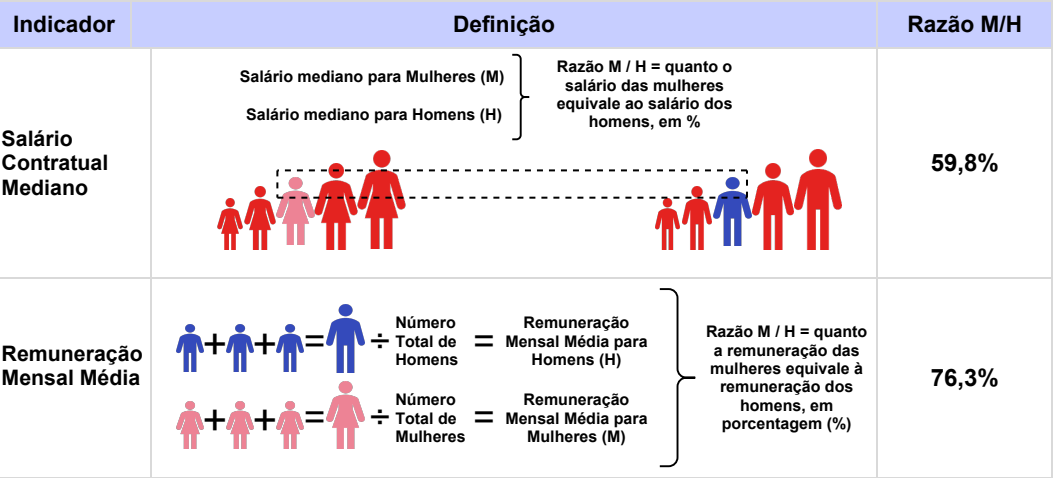 Indicador
Definição
Razão M/H
Salário
Contratual
Mediano
Salário mediano para Mulheres (M)
Salário mediano para Homens (H)
Razão M / H = quanto o
salário das mulheres
equivale ao salário dos
homens, em %
59,8%
Remuneração
Mensal Média
+ + = ÷
Número
Total de
Homens
=
Remuneração
Mensal Média para
Homens (H)
+ + = ÷
Número
Total de
Mulheres
=
Remuneração
Mensal Média para
Mulheres (M)
Razão M / H = quanto
a remuneração das
mulheres equivale à
remuneração dos
homens, em
porcentagem (%)
76,3%